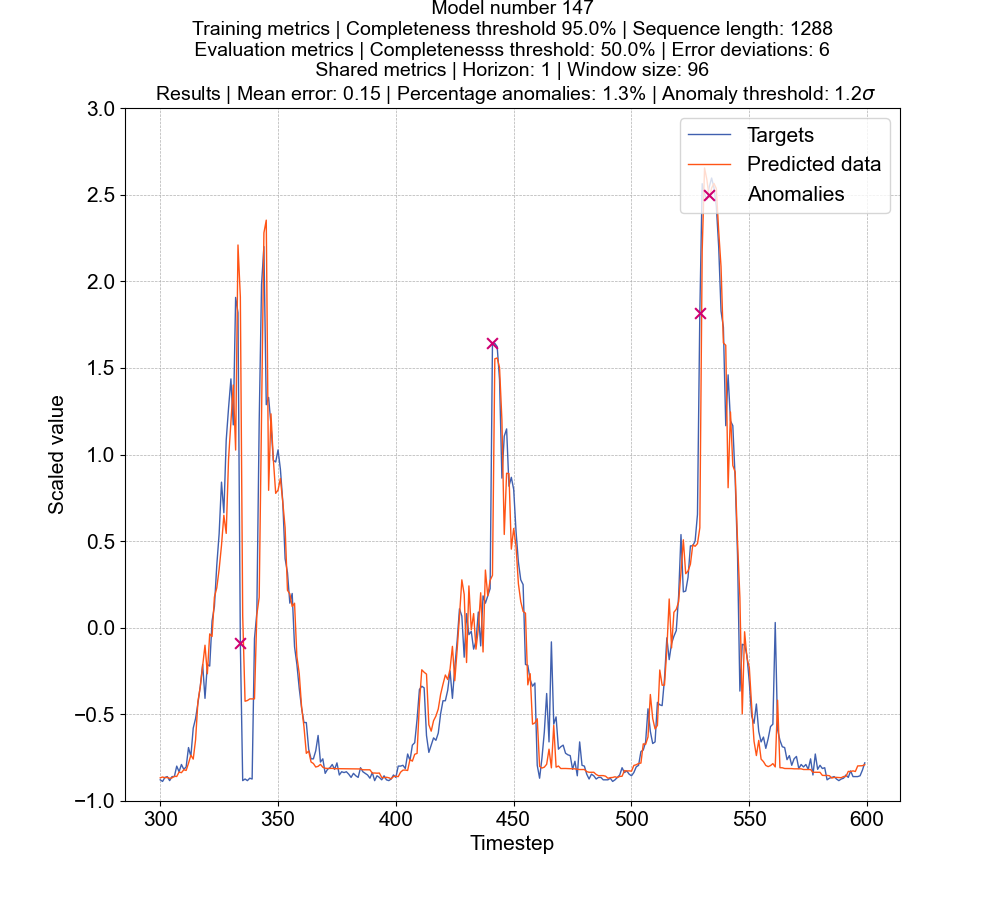 Model number 147
Training metrics | Completeness threshold 95.0% | Sequence length: 1288
Evaluation metrics | Completenesss threshold: 50.0% | Error deviations: 6
Shared metrics | Horizon: 1 | Window size: 96
Results | Mean error: 0.15 | Percentage anomalies: 1.3% | Anomaly threshold: 1.2σ
Targets
Predicted data
Anomalies
3.0
2.5
2.0
1.5
1.0
0.5
0.0
−0.5
−1.0
Scaled value
300 350 400 450 500 550 600
Timestep